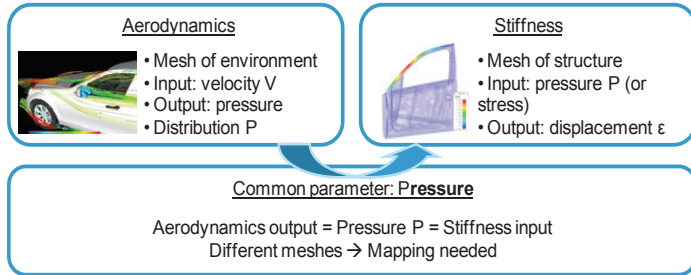 Aerodynamics
• Mesh of environment
• Input: velocity V
• Output: pressure
• Distribution P
Stiffness
• Mesh of structure
• Input: pressure P (or
stress)
• Output: displacement ε
Common parameter: Pressure
Aerodynamics output = Pressure P = Stiffness input
Different meshes → Mapping needed